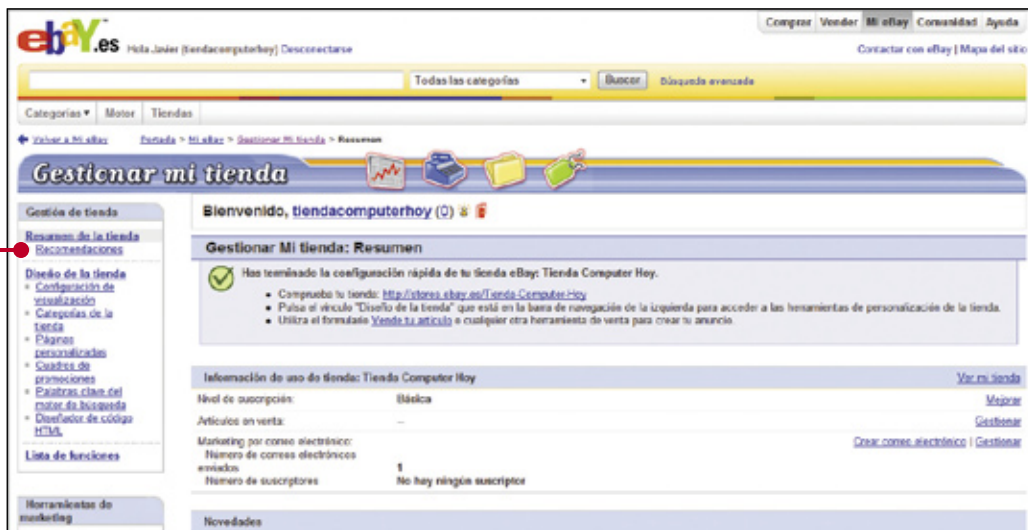 ebay.es Hola Javier (tiendacomputerhoy) Desconectarse
Comprar Vender Mi eBay Comunidad Ayuda
Contactar con eBay | Mapa del sitio
Todas las categorías Buscar Búsqueda avanzada
Categorías Motor Tiendas
Volver a Mi eBay Portada > Mi eBay > Gestionar Mi tienda > Resumen
Gestionar mi tienda
Gestión de tienda
Resumen de la tienda
Recomendaciones
Diseño de la tienda
Configuración de
visualización
Categorías de la
tienda
Páginas
personalizadas
Cuadros de
promociones
Palabras clave del
motor de búsqueda
Diseñador de código
HTML
Lista de funciones
Herramientas de
marketing
Bienvenido, tiendacomputerhoy (0)
Gestionar Mi tienda: Resumen
Has terminado la configuración rápida de tu tienda eBay: Tienda Computer Hoy.
Comprueba tu tienda: http://stores.ebay.es/Tienda-Computer-Hoy
Pulsa el vínculo "Diseño de la tienda" que está en la barra de navegación de la izquierda para acceder a las herramientas de personalización de la tienda.
Utiliza el formulario Vende tu artículo o cualquier otra herramienta de venta para crear tu anuncio.
Información de uso de tienda: Tienda Computer Hoy Ver mi tienda
Nivel de suscripción: Básica Mejorar
Artículos en venta: -- Gestionar
Marketing por correo electrónico: Crear correo electrónico | Gestionar
Número de correos electrónicos
enviados 1
Número de suscriptores No hay ningún suscriptor
Novedades